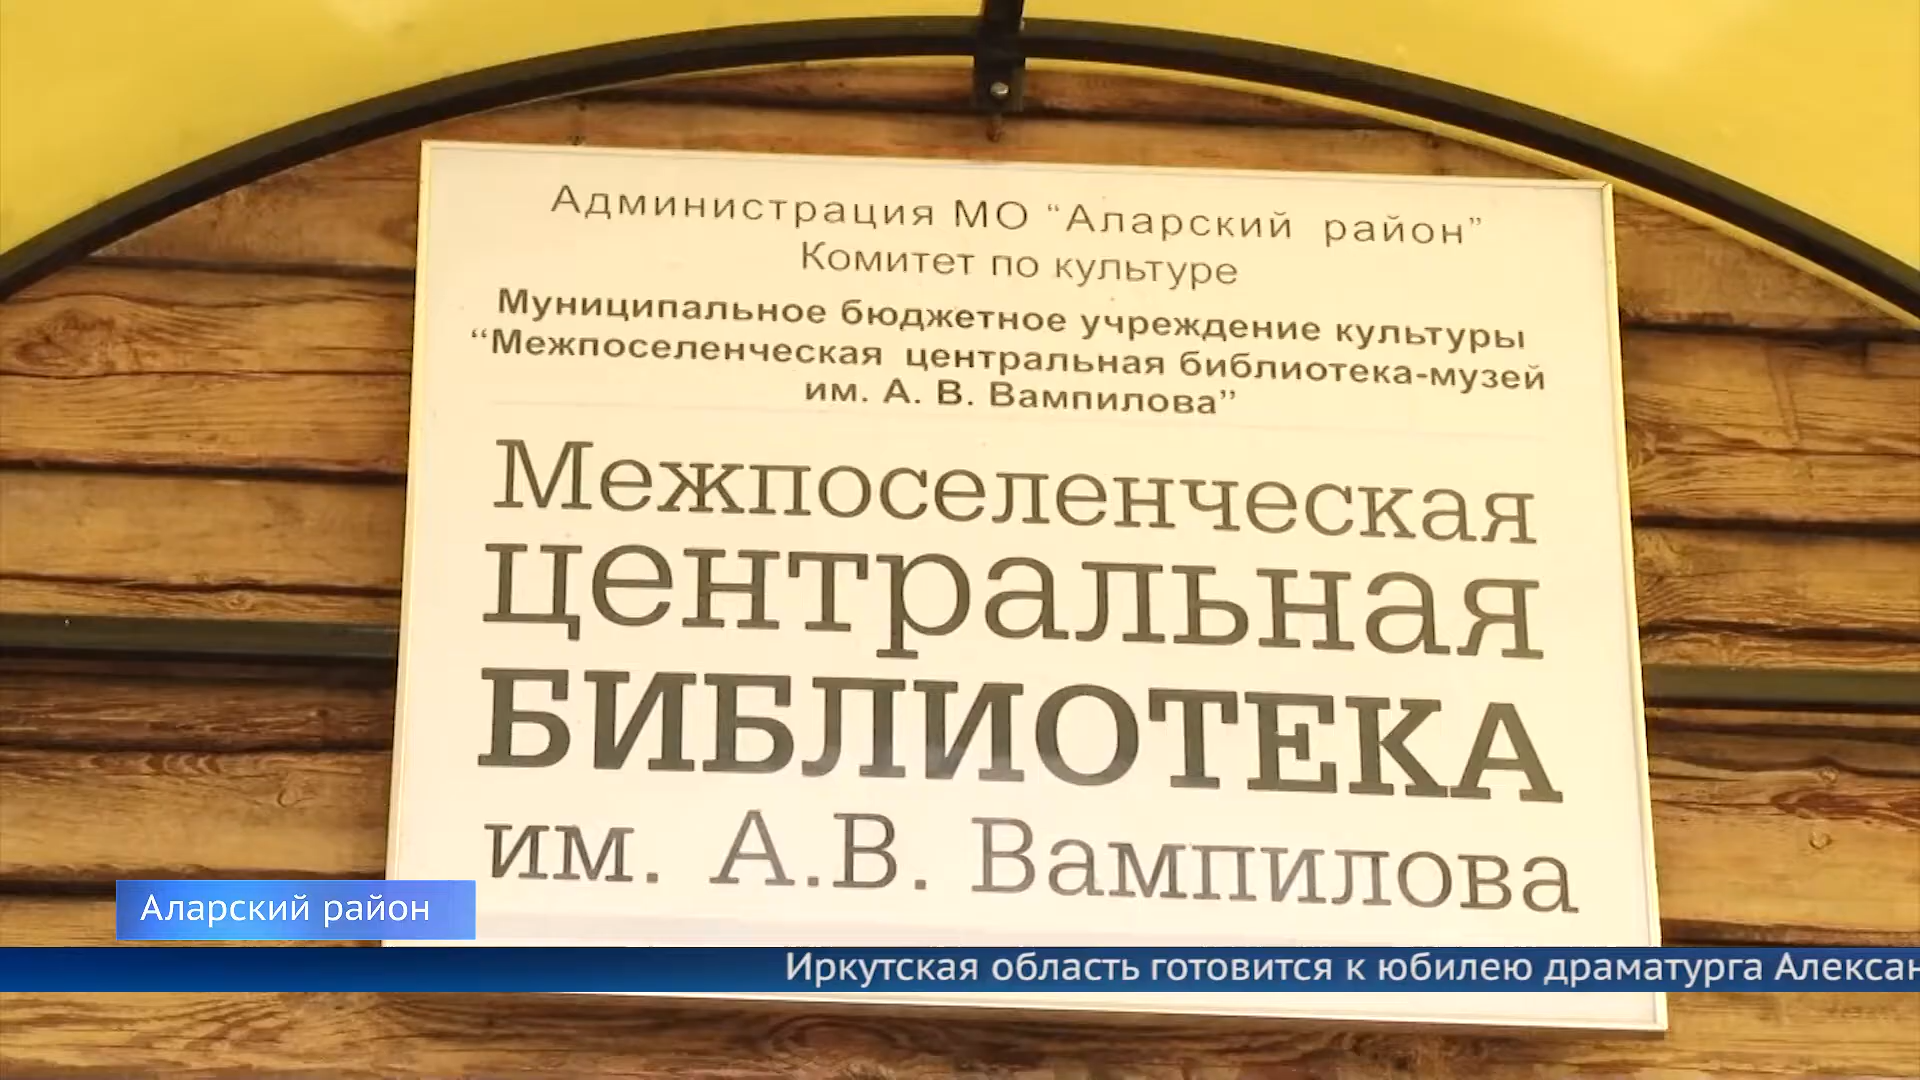 Администрация МО “Аларский район”
Комитет по культуре
Муниципальное бюджетное учреждение культуры
“Межпоселенческая центральная библиотека-музей
им. А. В. Вампилова”
Межпоселенческая
центральная
БИБЛИОТЕКА
им. А.В. Вампилова
Аларский район
Иркутская область готовится к юбилею драматурга Алексан